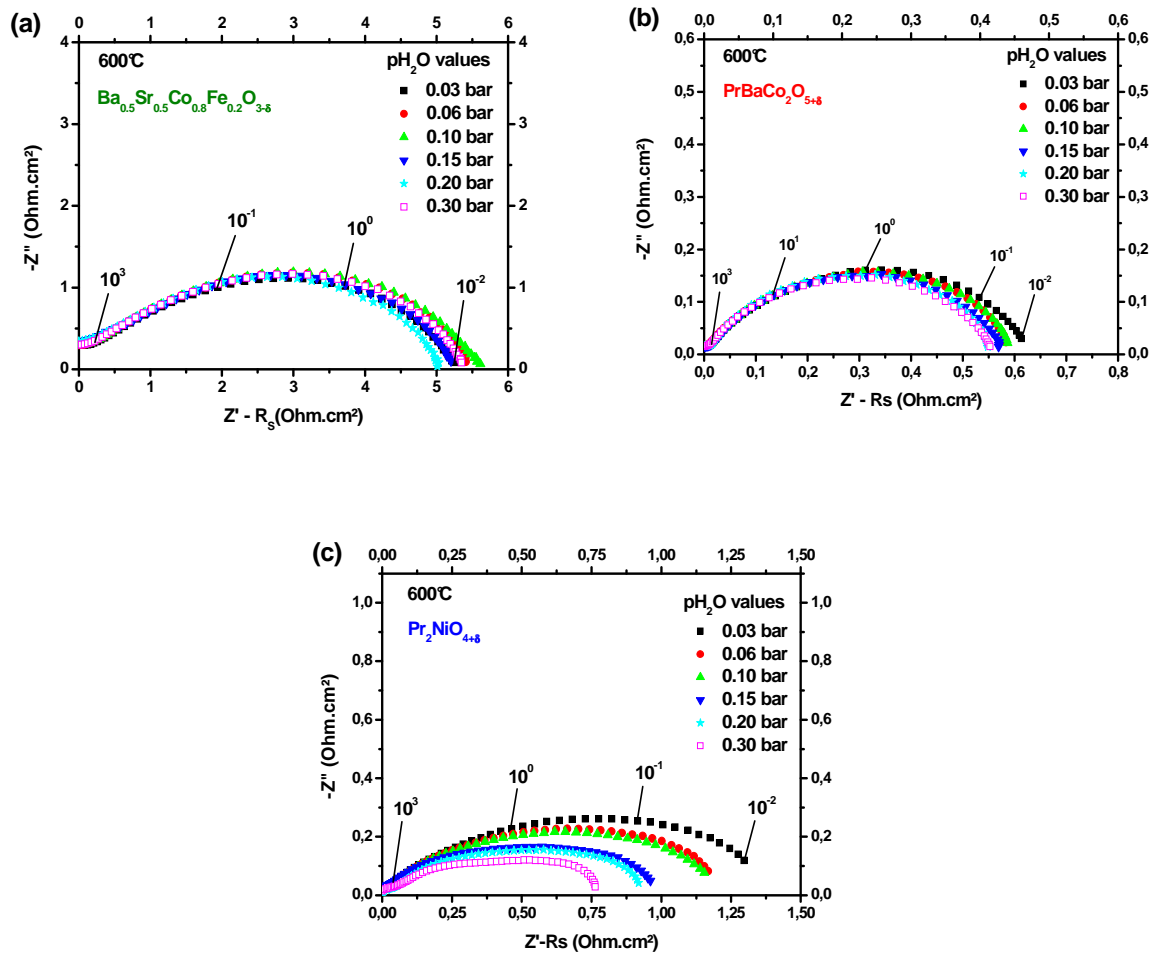 (a)
0 1 2 3 4 5 6
4
3
2
1
0
4
3
2
1
0
600°C
Ba0.5Sr0.5Co0.8Fe0.2O3-δ
pH2O values
0.03 bar
0.06 bar
0.10 bar
0.15 bar
0.20 bar
0.30 bar
10^3
10^-1
10^0
10^-2
-Z'' (Ohm.cm²)
0 1 2 3 4 5 6
Z' - RS(Ohm.cm²)
(b)
0,0 0,1 0,2 0,3 0,4 0,5 0,6
0,6
0,5
0,4
0,3
0,2
0,1
0,0
0,6
0,5
0,4
0,3
0,2
0,1
0,0
600°C
PrBaCo2O5+δ
pH2O values
0.03 bar
0.06 bar
0.10 bar
0.15 bar
0.20 bar
0.30 bar
10^3
10^1
10^0
10^-1
10^-2
-Z'' (Ohm.cm²)
0,0 0,1 0,2 0,3 0,4 0,5 0,6 0,7 0,8
Z' - Rs (Ohm.cm²)
(c)
0,00 0,25 0,50 0,75 1,00 1,25 1,50
1,0
0,8
0,6
0,4
0,2
0,0
1,0
0,8
0,6
0,4
0,2
0,0
600°C
Pr2NiO4+δ
pH2O values
0.03 bar
0.06 bar
0.10 bar
0.15 bar
0.20 bar
0.30 bar
10^3
10^0
10^-1
10^-2
-Z'' (Ohm.cm²)
0,00 0,25 0,50 0,75 1,00 1,25 1,50
Z'-Rs (Ohm.cm²)